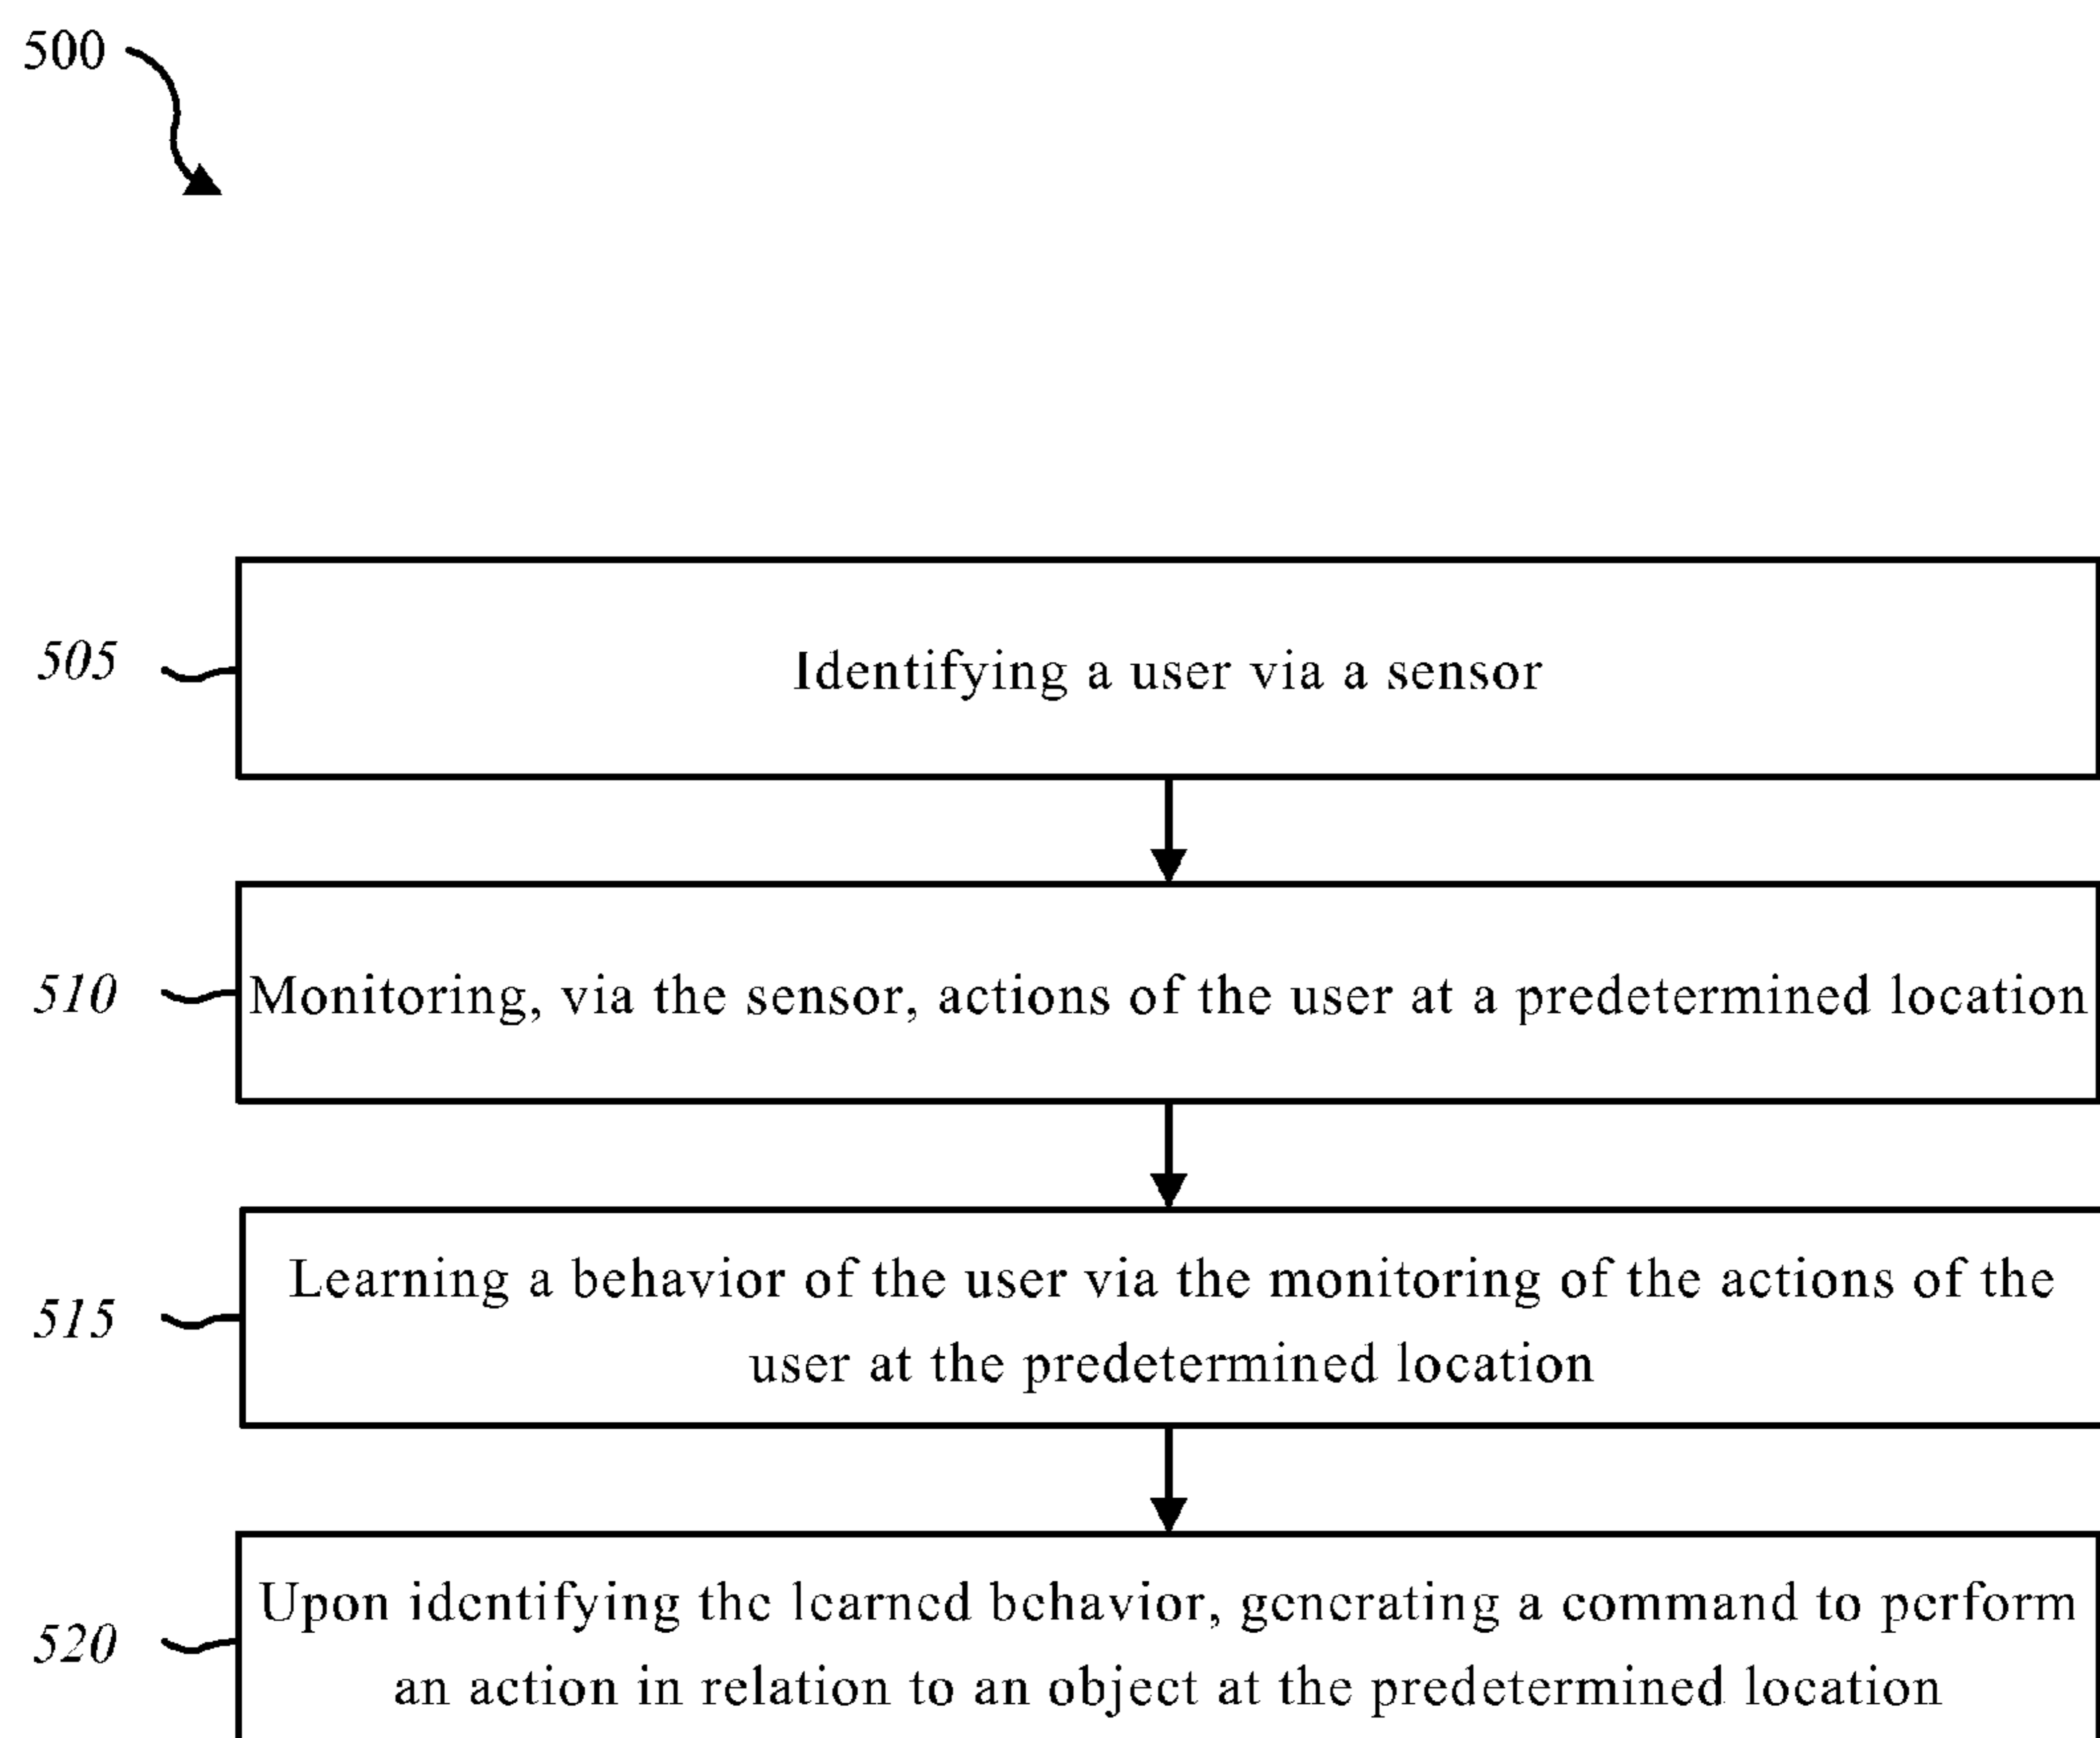 500
505
Identifying a user via a sensor
510
Monitoring, via the sensor, actions of the user at a predetermined location
515
Learning a behavior of the user via the monitoring of the actions of the
user at the predetermined location
520
Upon identifying the learned behavior, generating a command to perform
an action in relation to an object at the predetermined location